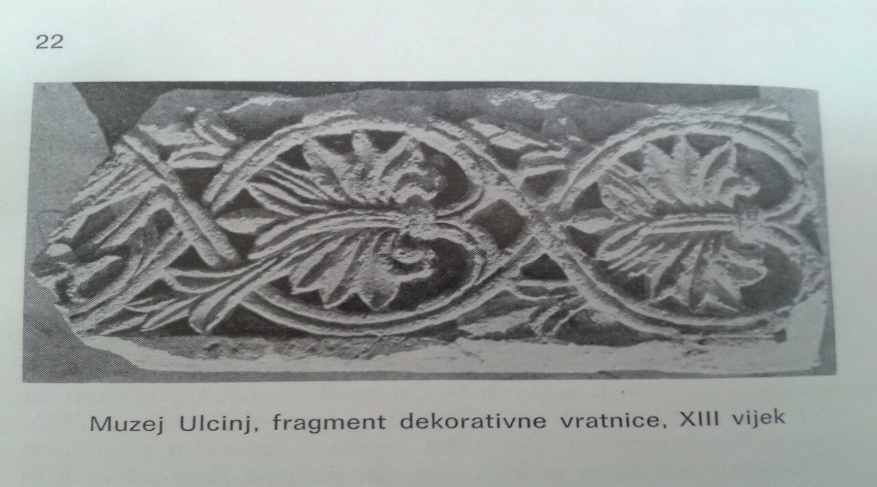 22
Muzej Ulcinj, fragment dekorativne vratnice, XIII vijek